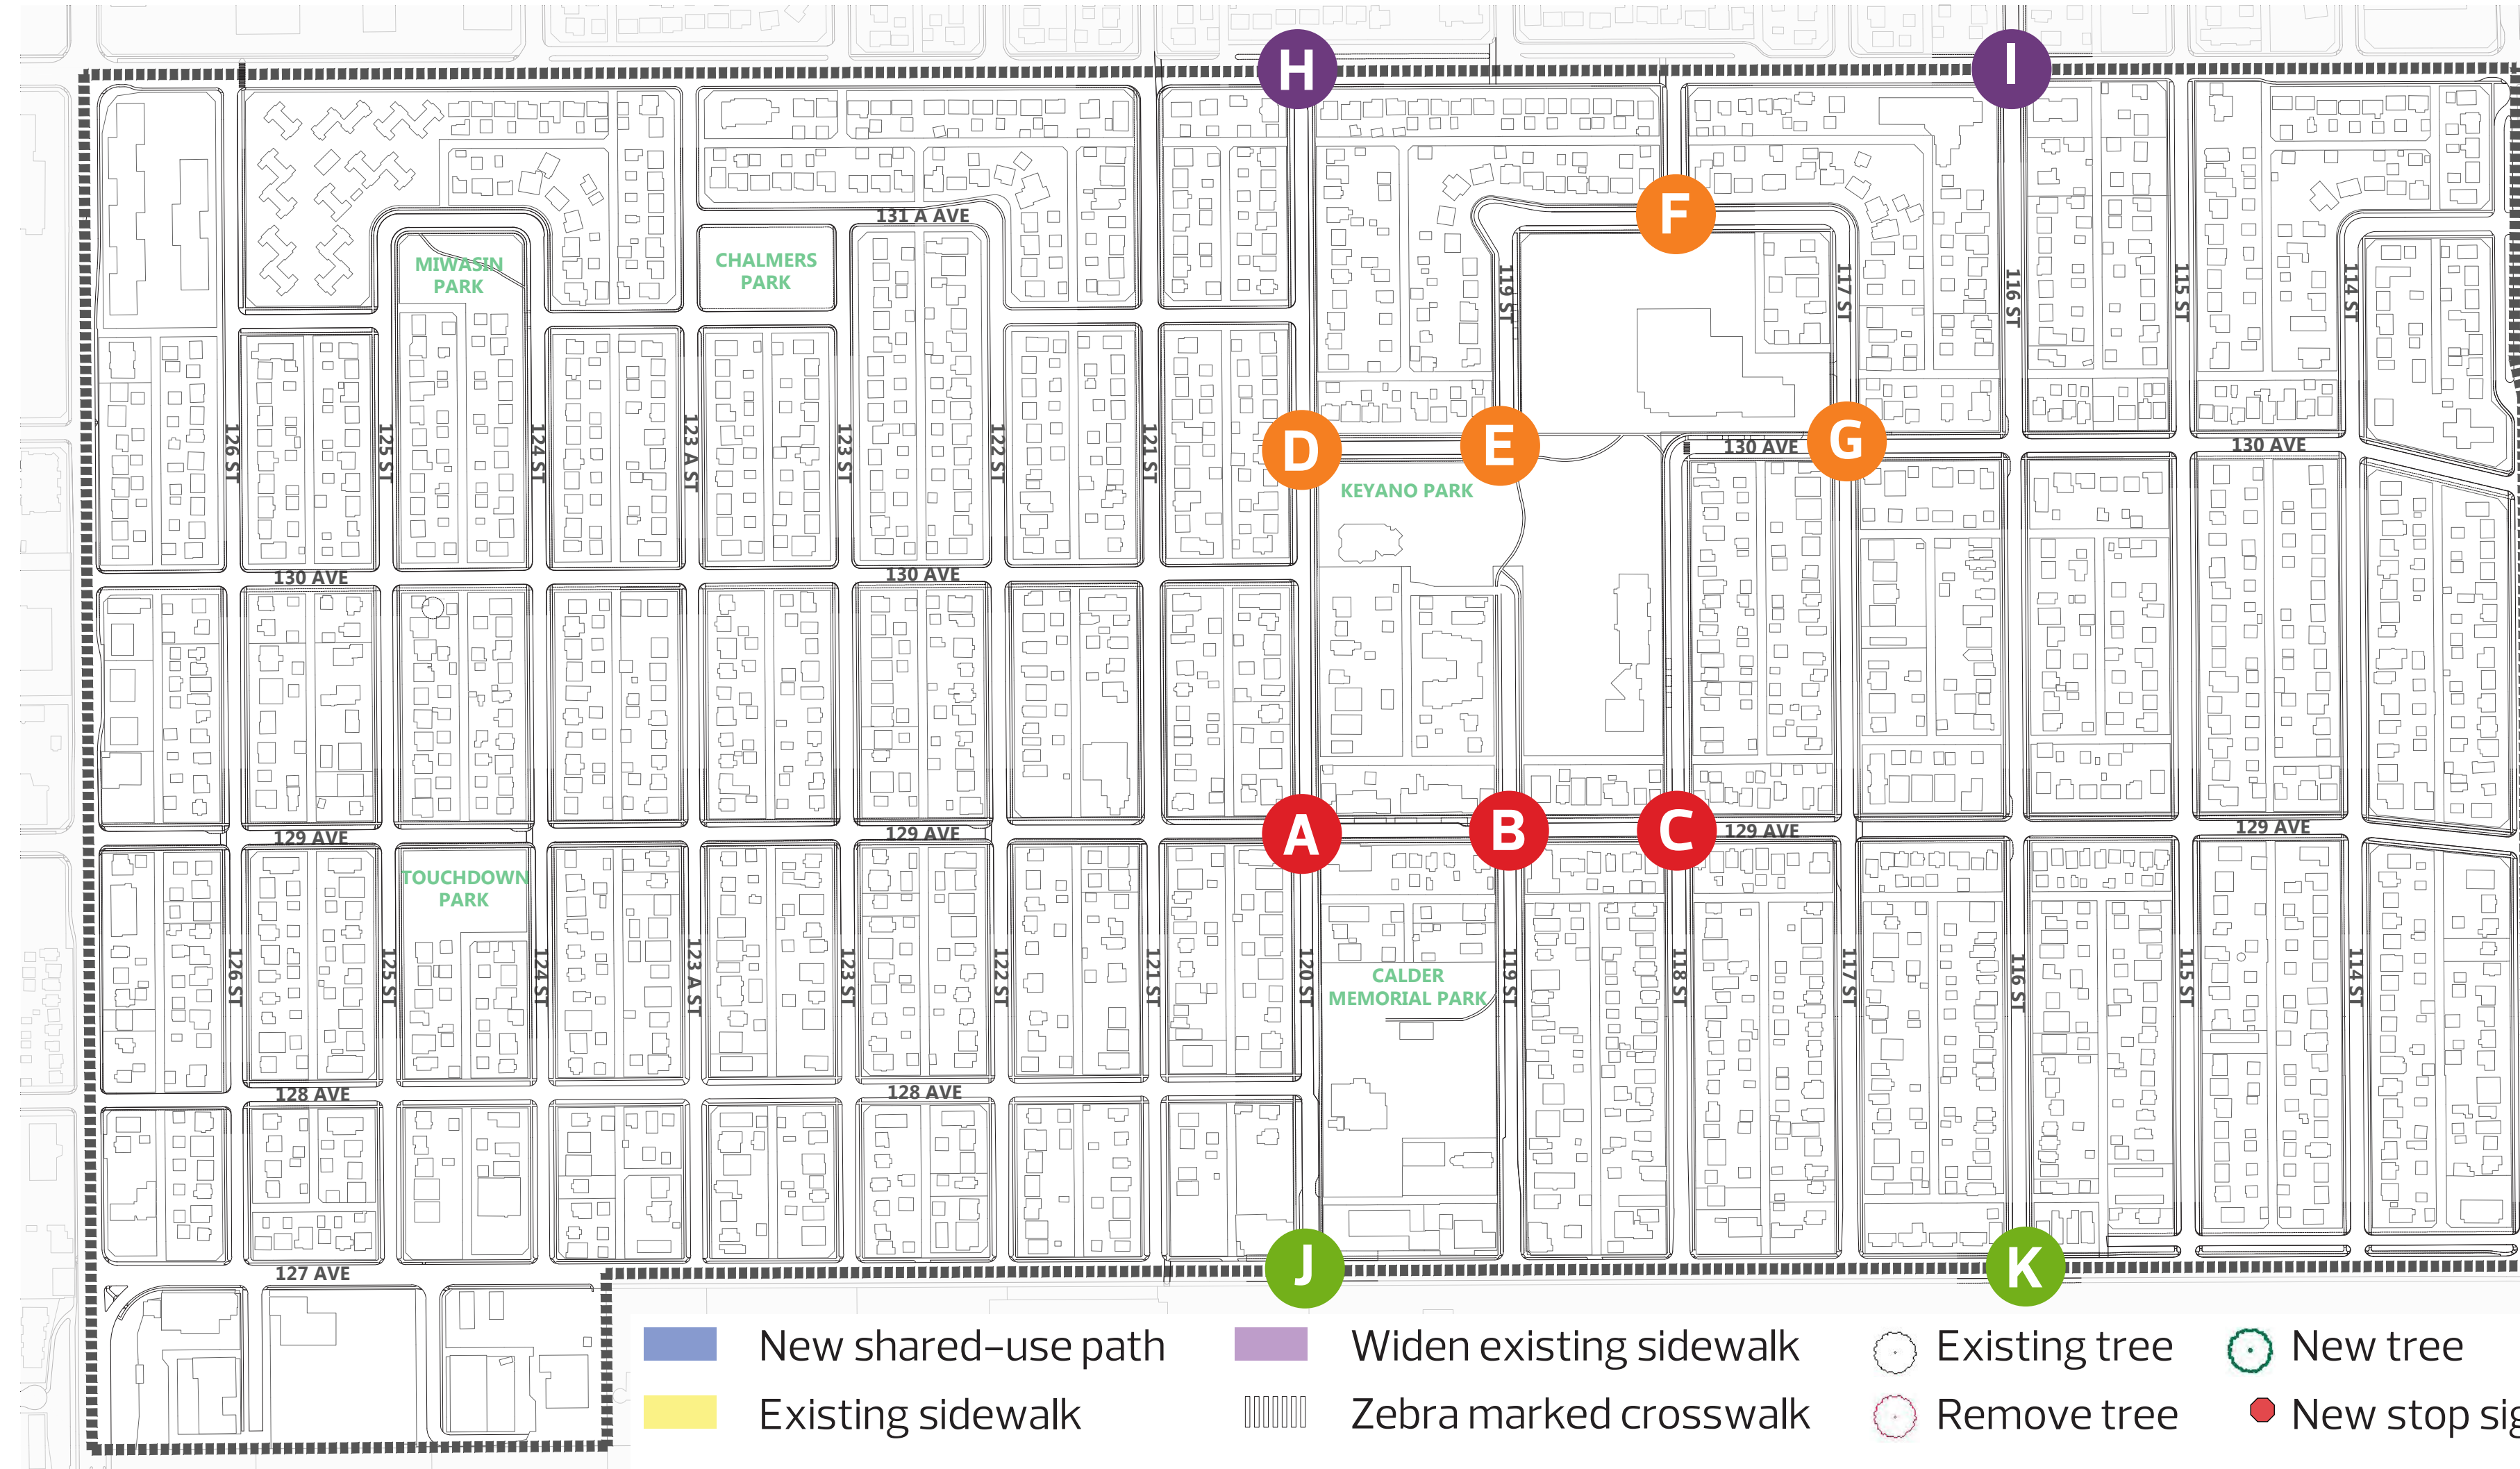 H
I
131 A AVE
F
MIWASIN
PARK
CHALMERS
PARK
119 ST
117 ST
116 ST
115 ST
114 ST
126 ST
125 ST
124 ST
123 A ST
123 ST
122 ST
121 ST
D
E
130 AVE
G
130 AVE
KEYANO PARK
130 AVE
130 AVE
129 AVE
129 AVE
A
B
C
129 AVE
129 AVE
TOUCHDOWN
PARK
126 ST
125 ST
124 ST
123 A ST
123 ST
122 ST
121 ST
120 ST
CALDER
MEMORIAL PARK
119 ST
118 ST
117 ST
116 ST
115 ST
114 ST
128 AVE
128 AVE
127 AVE
J
K
New shared-use path
Widen existing sidewalk
Existing tree
New tree
Existing sidewalk
Zebra marked crosswalk
Remove tree
New stop sig